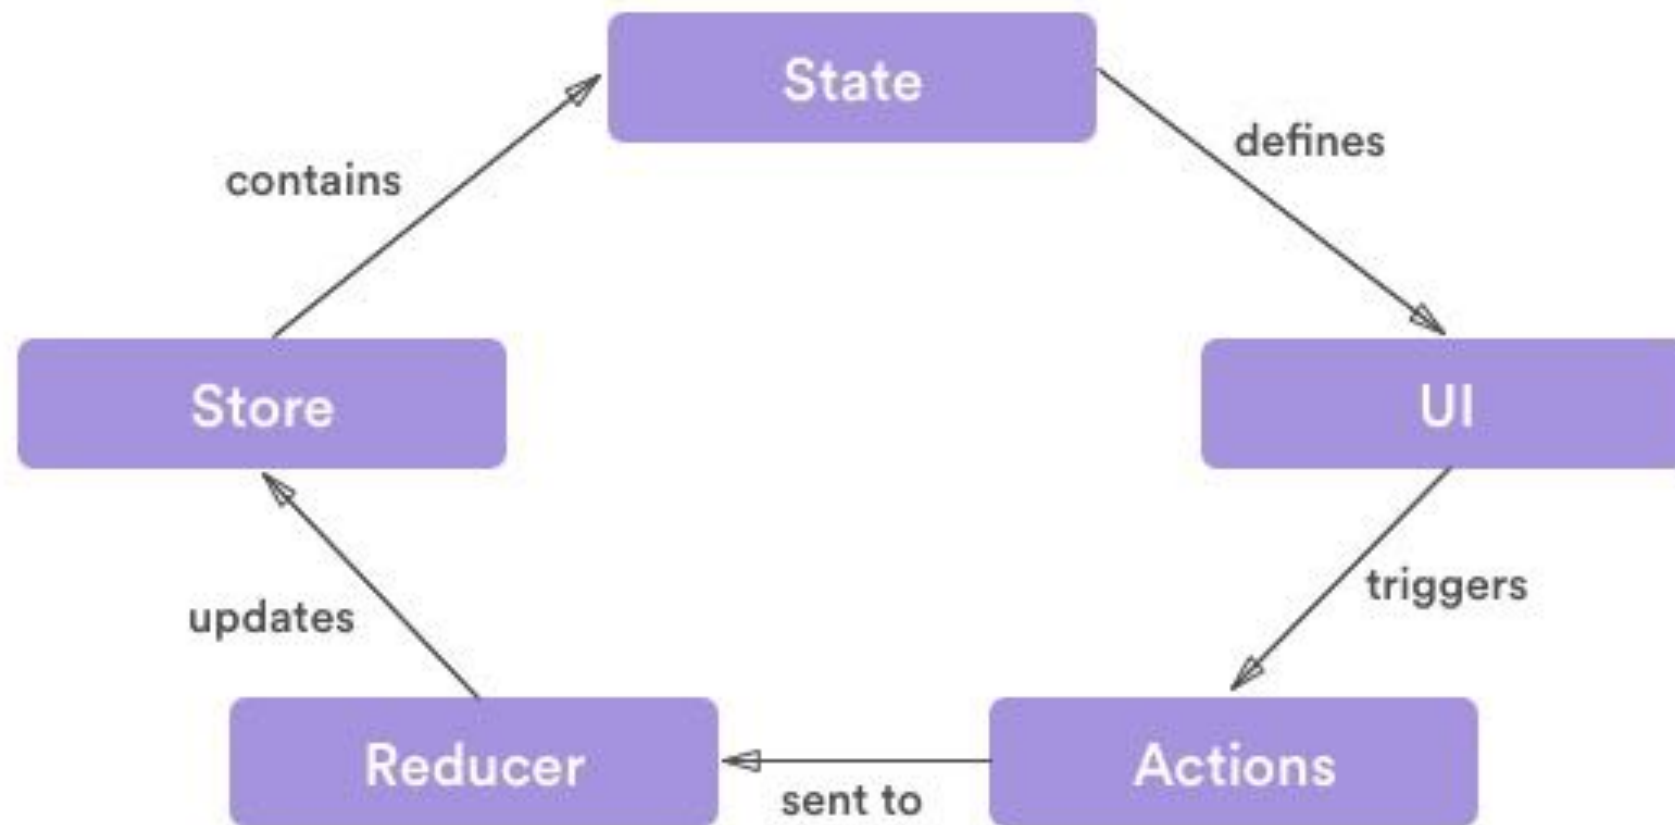 State
defines
contains
Store
UI
triggers
updates
Reducer
Actions
sent to